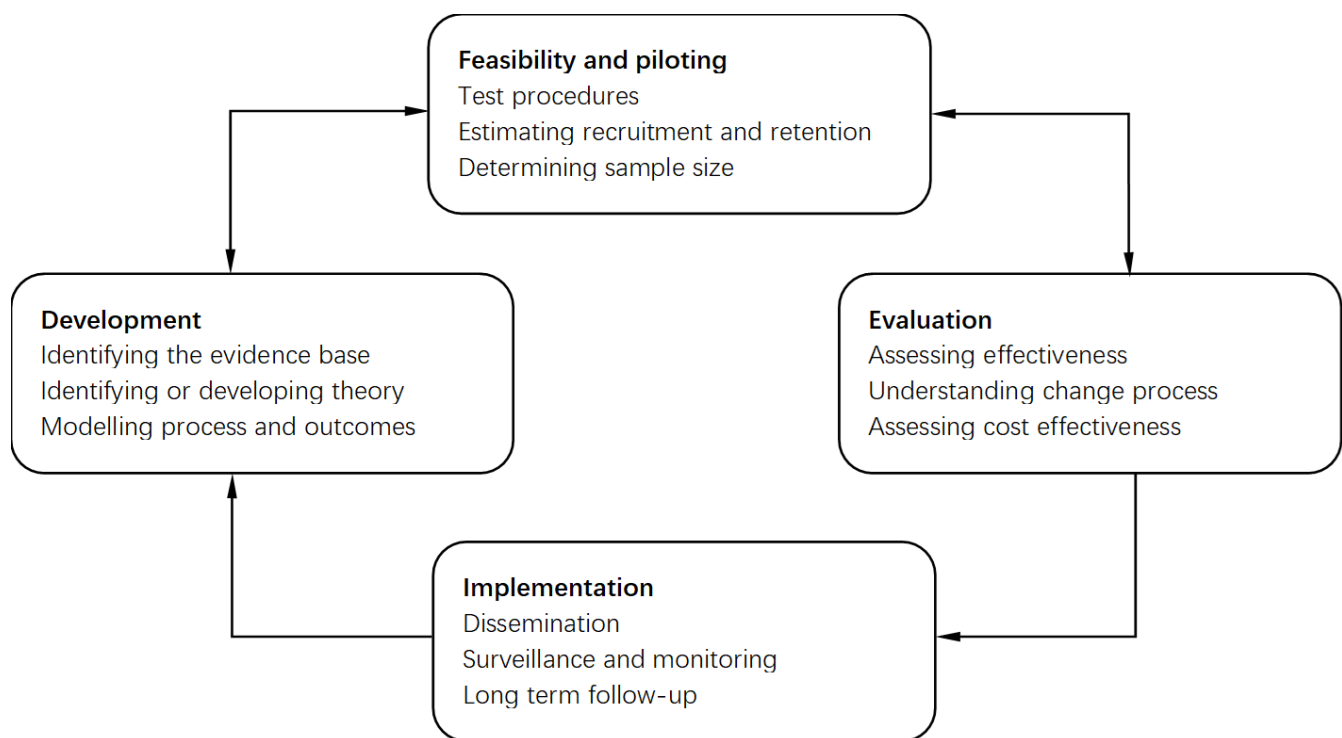 Feasibility and piloting
Test procedures
Estimating recruitment and retention
Determining sample size
Development
Identifying the evidence base
Identifying or developing theory
Modelling process and outcomes
Evaluation
Assessing effectiveness
Understanding change process
Assessing cost effectiveness
Implementation
Dissemination
Surveillance and monitoring
Long term follow-up